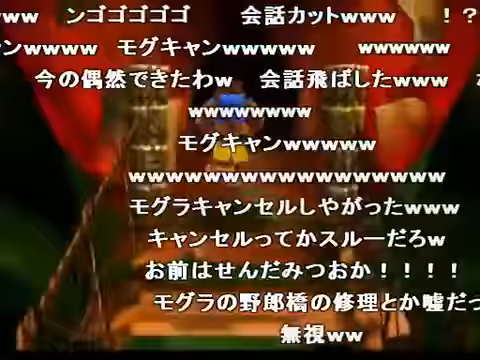 ww　ンゴゴゴゴゴ　会話カットwww　！？
ンwwww　モグキャンwwwww　wwwwww
今の偶然できたわw　会話飛ばしたwww
wwwwwwww
モグキャンwwwww
wwwwwwwwwwwwwwwww
モグラキャンセルしやがったwww
キャンセルってかスルーだろw
お前はせんだみつおか！！！！
モグラの野郎橋の修理とか嘘だっ
無視ww